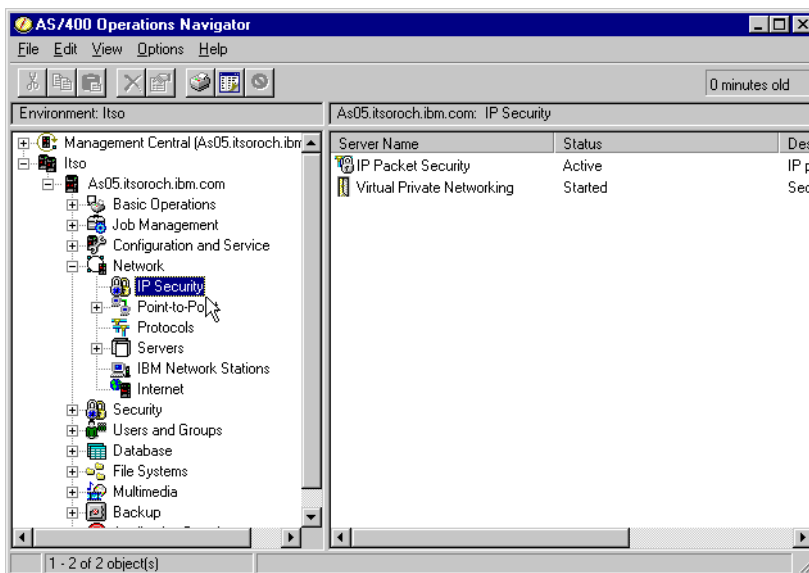 AS/400 Operations Navigator
File Edit View Options Help
0 minutes old
Environment: Itso
As05.itsoroch.ibm.com: IP Security
Management Central (As05.itsoroch.ibm
Itso
As05.itsoroch.ibm.com
Basic Operations
Job Management
Configuration and Service
Network
IP Security
Point-to-Po
Protocols
Servers
IBM Network Stations
Internet
Security
Users and Groups
Database
File Systems
Multimedia
Backup
Server Name Status Des
IP Packet Security Active IP p
Virtual Private Networking Started Sec
1 - 2 of 2 object(s)